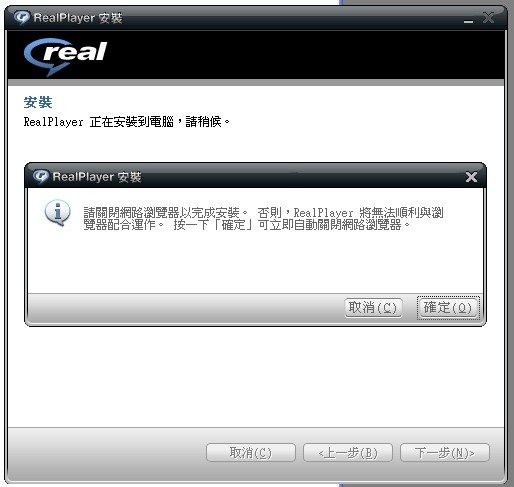 RealPlayer 安裝
real
安裝
RealPlayer 正在安裝到電腦，請稍候。
RealPlayer 安裝
請關閉網路瀏覽器以完成安裝。 否則，RealPlayer 將無法順利與瀏
覽器配合運作。 按一下「確定」可立即自動關閉網路瀏覽器。
取消(C) 確定(O)
取消(C) <上一步(B) 下一步(N)>